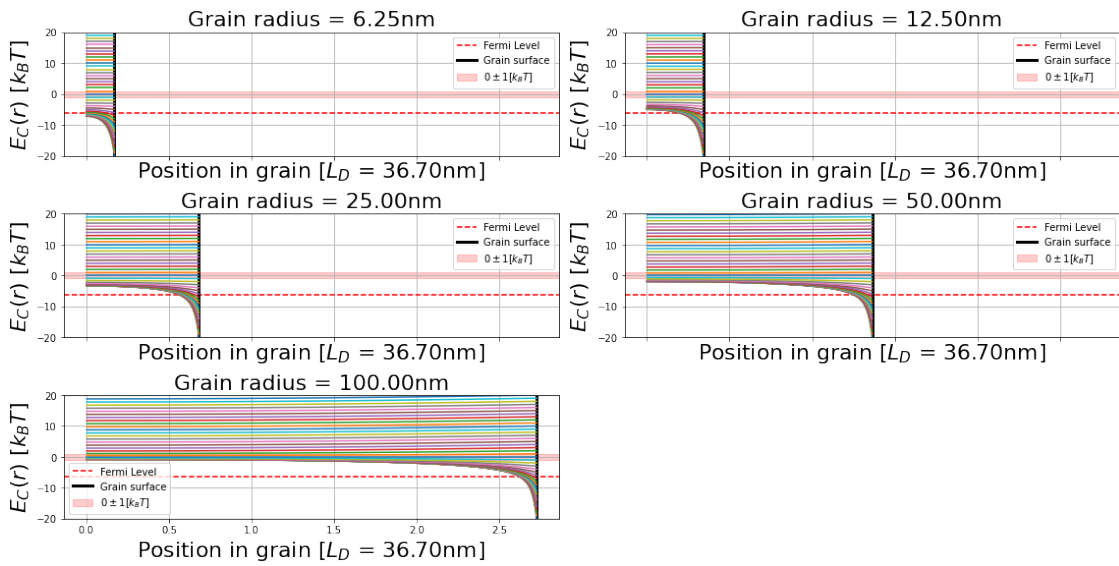 Grain radius = 6.25nm
E_C(r) [k_BT]
20
10
0
−10
−20
Fermi Level
Grain surface
0 ± 1[k_BT]
Position in grain [L_D = 36.70nm]
Grain radius = 12.50nm
E_C(r) [k_BT]
20
10
0
−10
−20
Fermi Level
Grain surface
0 ± 1[k_BT]
Position in grain [L_D = 36.70nm]
Grain radius = 25.00nm
E_C(r) [k_BT]
20
10
0
−10
−20
Fermi Level
Grain surface
0 ± 1[k_BT]
Position in grain [L_D = 36.70nm]
Grain radius = 50.00nm
E_C(r) [k_BT]
20
10
0
−10
−20
Fermi Level
Grain surface
0 ± 1[k_BT]
Position in grain [L_D = 36.70nm]
Grain radius = 100.00nm
E_C(r) [k_BT]
20
10
0
−10
−20
Fermi Level
Grain surface
0 ± 1[k_BT]
0.0 0.5 1.0 1.5 2.0 2.5
Position in grain [L_D = 36.70nm]